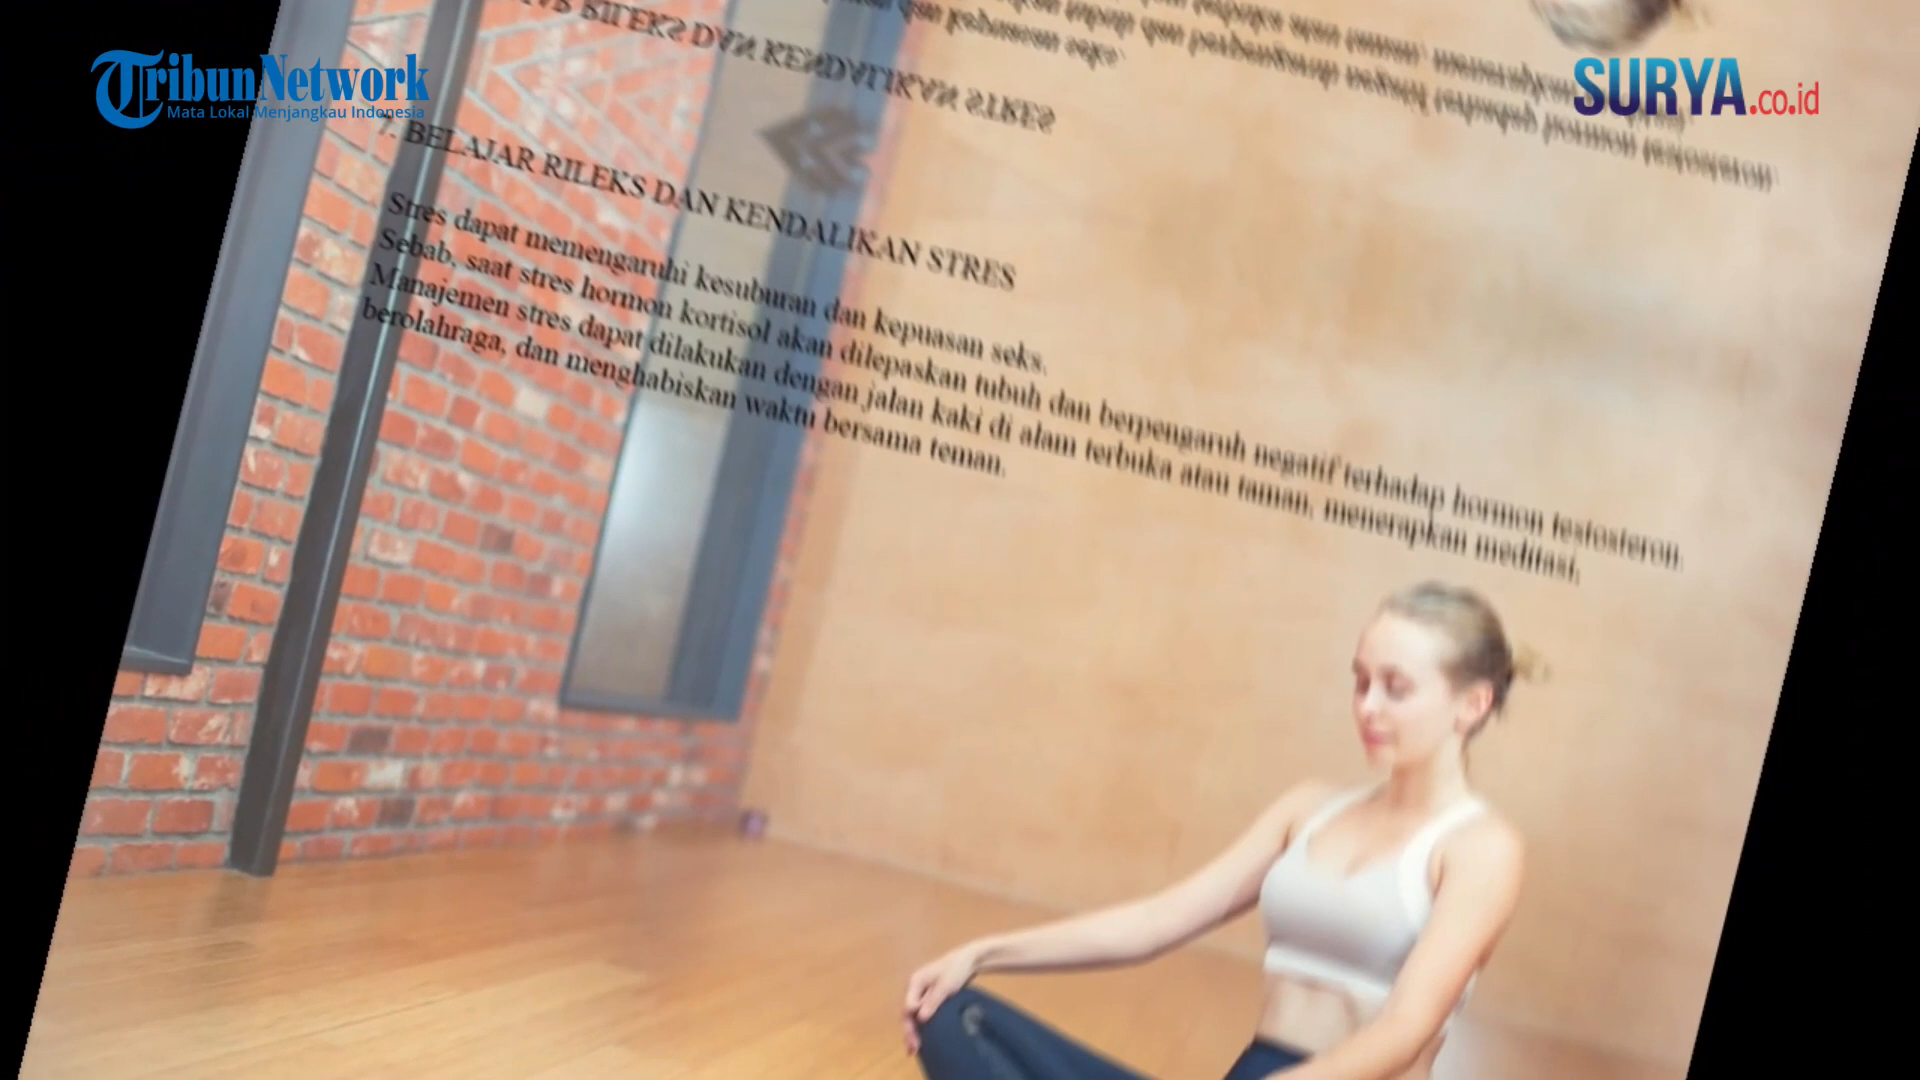 TribunNetwork
Mata Lokal Menjangkau Indonesia
SURYA.co.id
7. BELAJAR RILEKS DAN KENDALIKAN STRES
Stres dapat memengaruhi kesuburan dan kepuasan seks.
Sebab, saat stres hormon kortisol akan dilepaskan tubuh dan berpengaruh negatif terhadap hormon testosteron.
Manajemen stres dapat dilakukan dengan jalan kaki di alam terbuka atau taman, menerapkan meditasi,
berolahraga, dan menghabiskan waktu bersama teman.